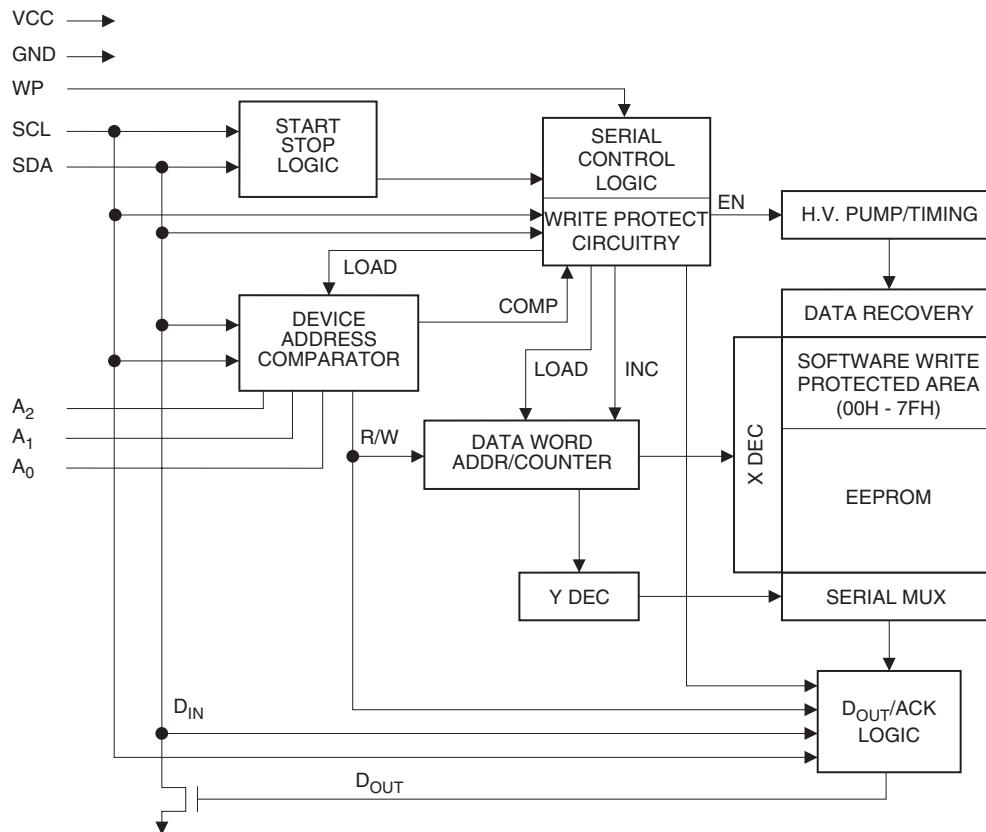 VCC
GND
WP
SCL
SDA
START
STOP
LOGIC
SERIAL
CONTROL
LOGIC
WRITE PROTECT
CIRCUITRY
EN
H.V. PUMP/TIMING
LOAD
COMP
DEVICE
ADDRESS
COMPARATOR
LOAD
INC
DATA RECOVERY
SOFTWARE WRITE
PROTECTED AREA
(00H - 7FH)
X DEC
EEPROM
A2
A1
A0
R/W
DATA WORD
ADDR/COUNTER
Y DEC
SERIAL MUX
DIN
DOUT/ACK
LOGIC
DOUT